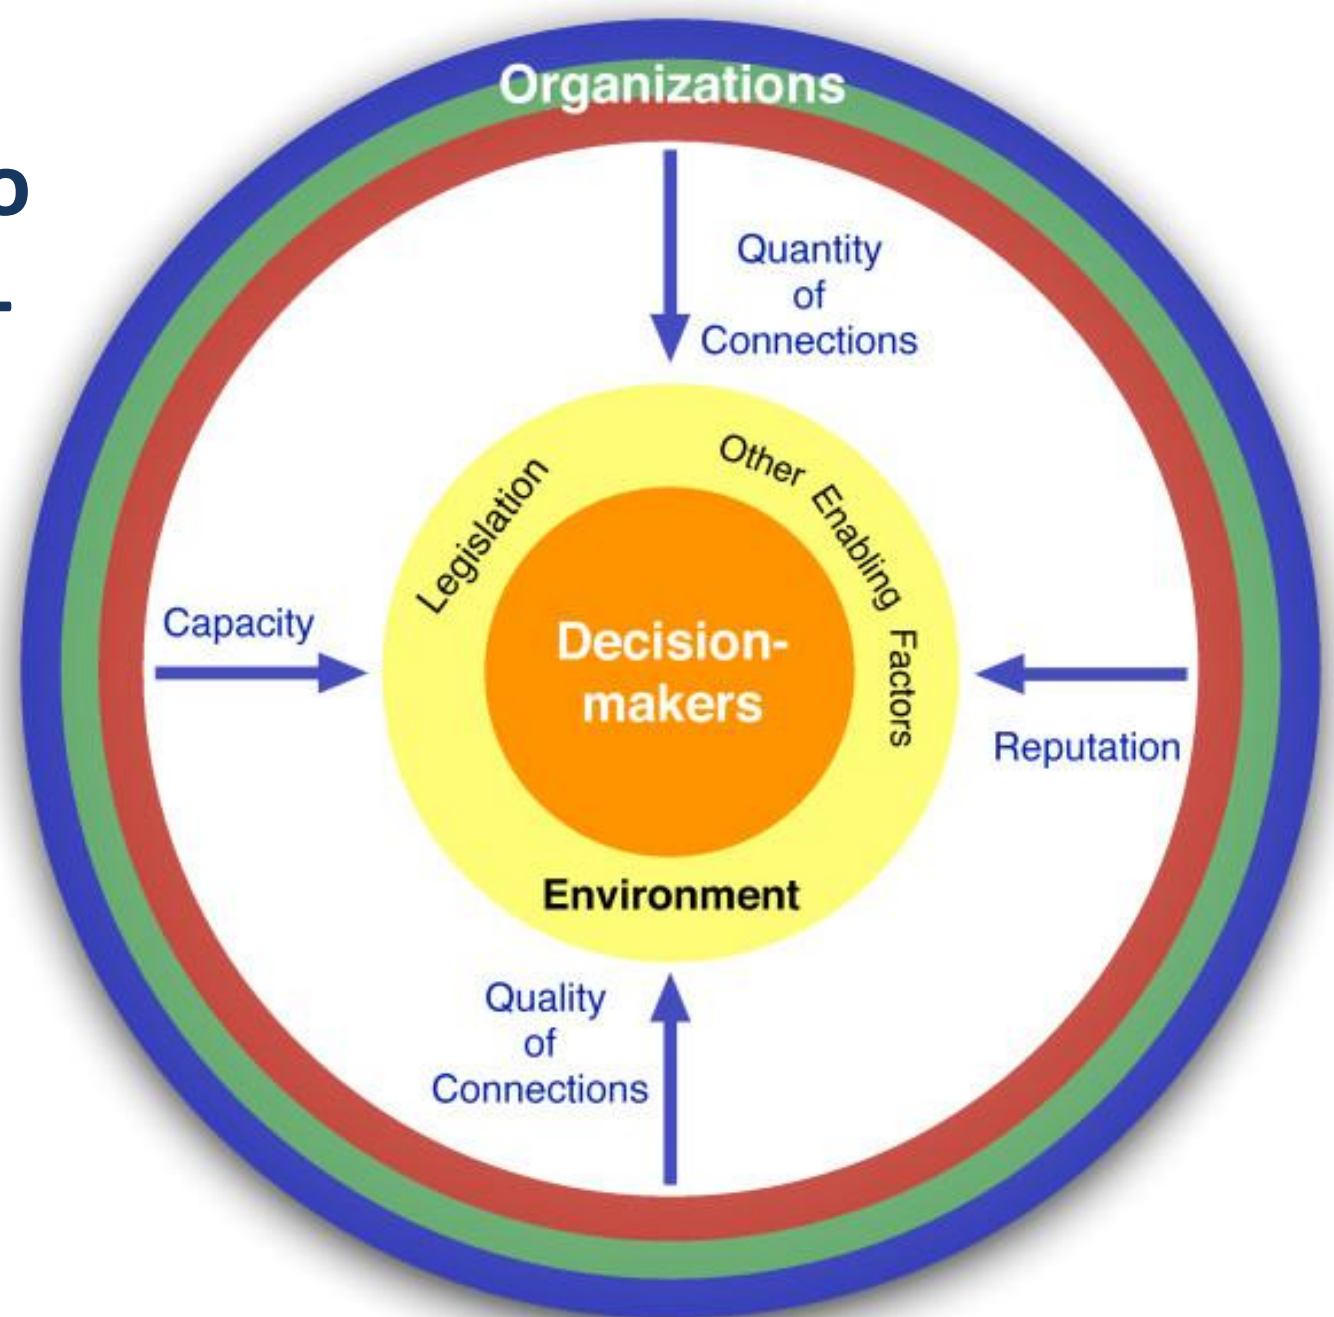 Organizations
Quantity
of
Connections
Other Enabling Factors
Legislation
Capacity
Decision-
makers
Reputation
Environment
Quality
of
Connections